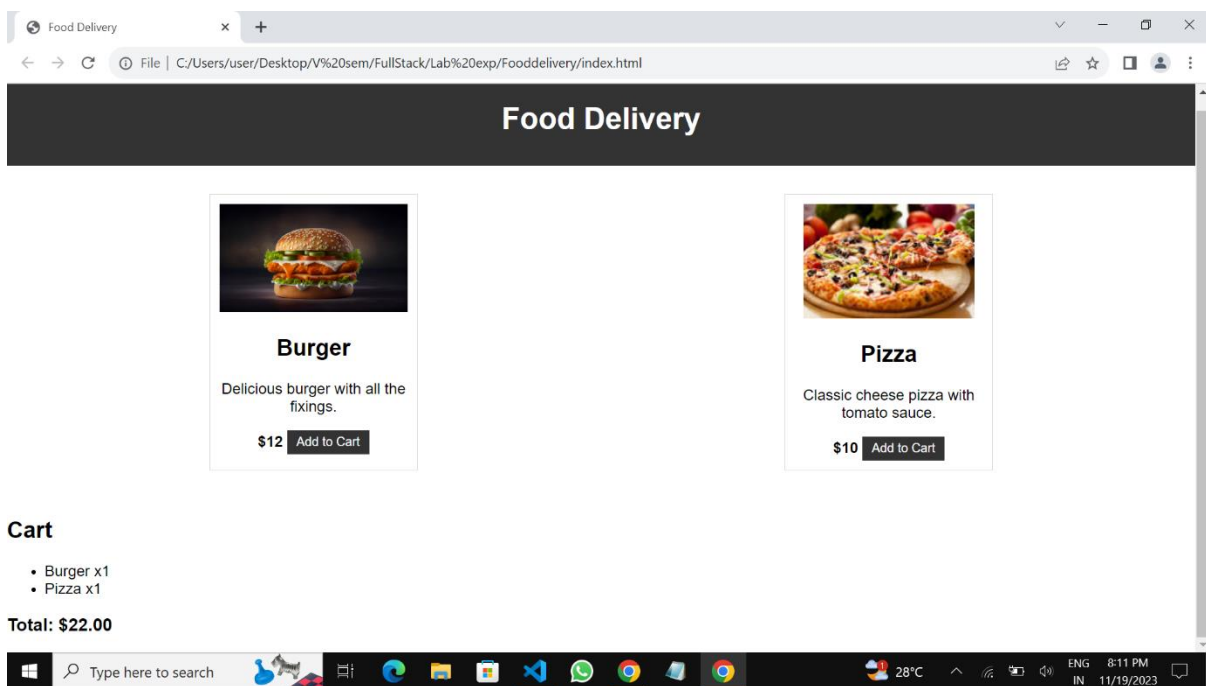 Food Delivery
File | C:/Users/user/Desktop/V%20sem/FullStack/Lab%20exp/Fooddelivery/index.html
Food Delivery
Burger
Delicious burger with all the
fixings.
$12 Add to Cart
Pizza
Classic cheese pizza with
tomato sauce.
$10 Add to Cart
Cart
• Burger x1
• Pizza x1
Total: $22.00
Type here to search
28°C
ENG
IN
8:11 PM
11/19/2023